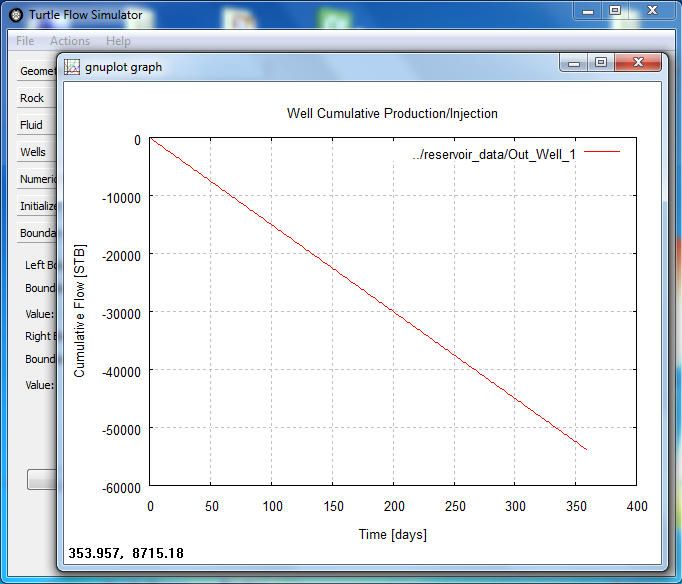 Turtle Flow Simulator
File Actions Help
gnuplot graph
Geomet
Rock
Fluid
Wells
Numeric
Initialize
Bounda
Left Bo
Bound
Value:
Right B
Bound
Value:
Well Cumulative Production/Injection
../reservoir_data/Out_Well_1
Cumulative Flow [STB]
0
-10000
-20000
-30000
-40000
-50000
-60000
0 50 100 150 200 250 300 350 400
Time [days]
353.957, 8715.18